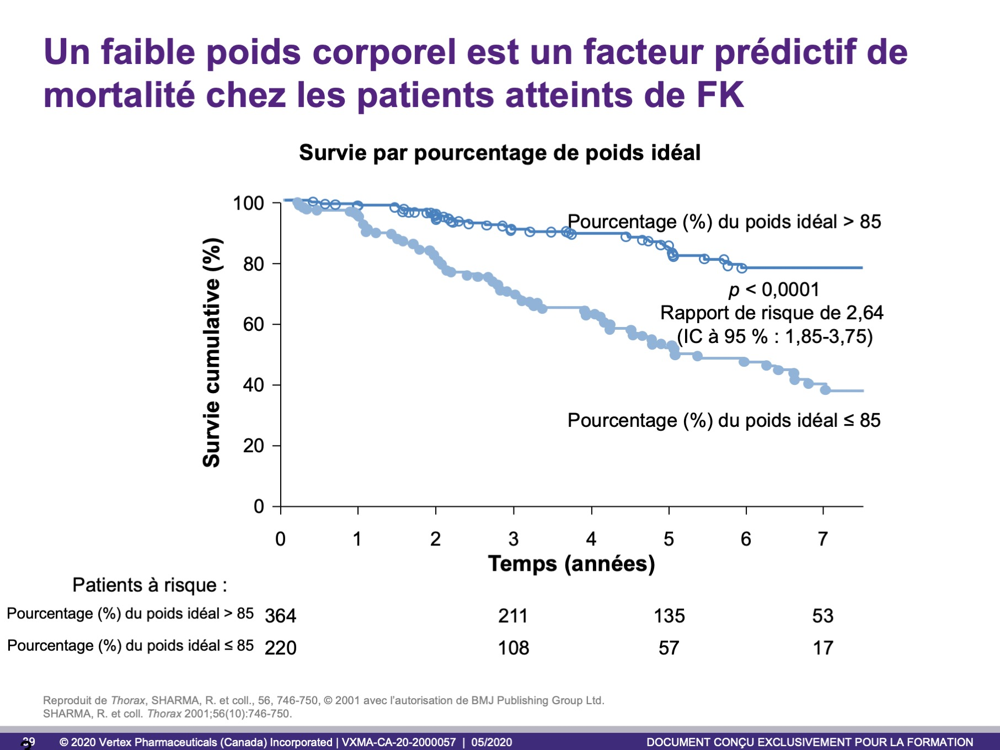 Un faible poids corporel est un facteur prédictif de
mortalité chez les patients atteints de FK
Survie par pourcentage de poids idéal
Survie cumulative (%)
100
80
60
40
20
0
Pourcentage (%) du poids idéal > 85
p < 0,0001
Rapport de risque de 2,64
(IC à 95 % : 1,85-3,75)
Pourcentage (%) du poids idéal ≤ 85
0 1 2 3 4 5 6 7
Temps (années)
Patients à risque :
Pourcentage (%) du poids idéal > 85 364 211 135 53
Pourcentage (%) du poids idéal ≤ 85 220 108 57 17
Reproduit de Thorax, SHARMA, R. et coll., 56, 746-750, © 2001 avec l’autorisation de BMJ Publishing Group Ltd.
SHARMA, R. et coll. Thorax 2001;56(10):746-750.
© 2020 Vertex Pharmaceuticals (Canada) Incorporated | VXMA-CA-20-2000057 | 05/2020
DOCUMENT CONÇU EXCLUSIVEMENT POUR LA FORMATION